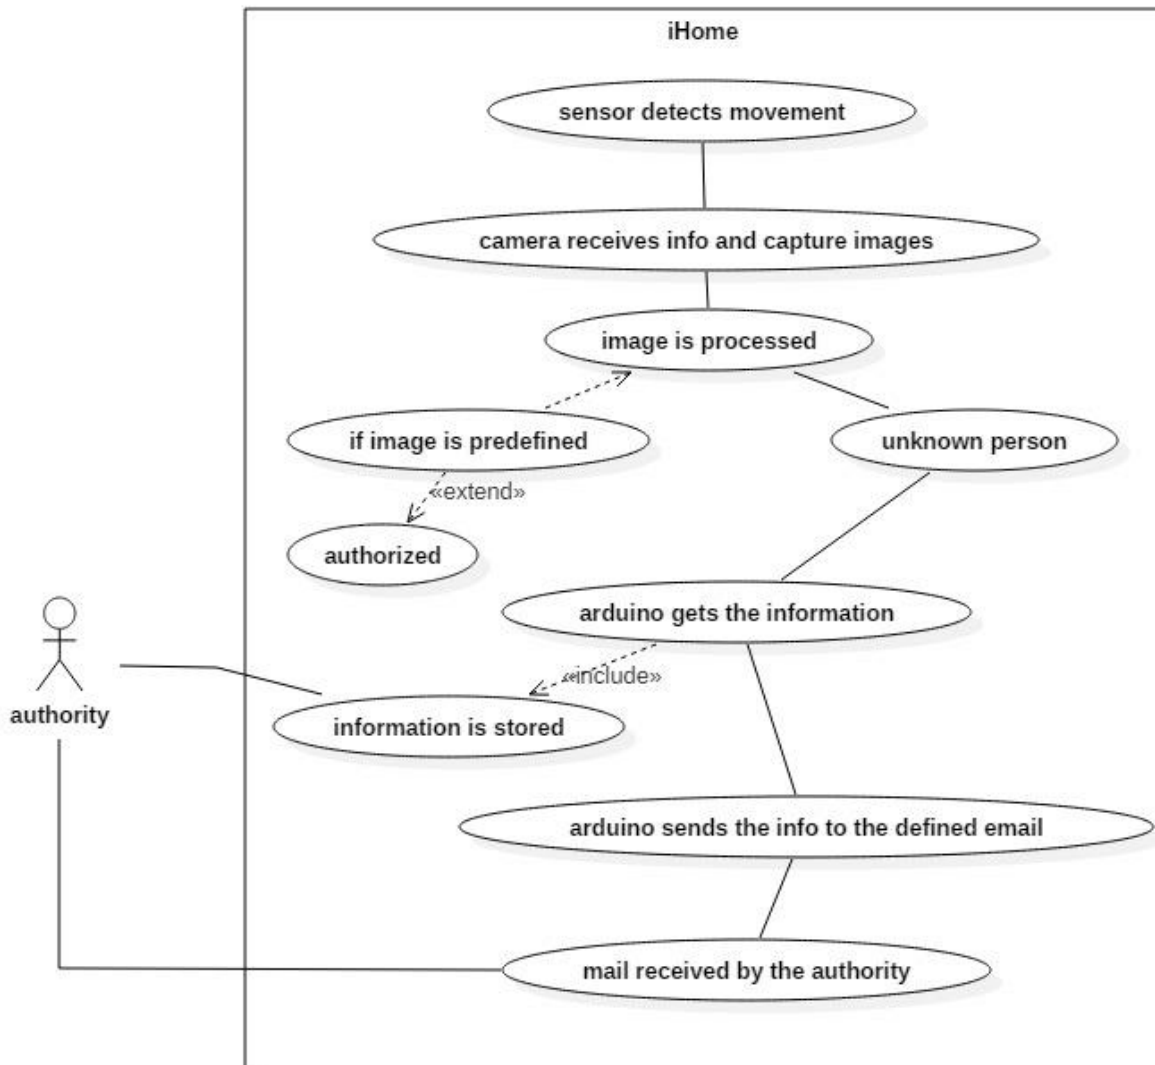 iHome
sensor detects movement
camera receives info and capture images
image is processed
if image is predefined
unknown person
«extend»
authorized
arduino gets the information
«include»
authority
information is stored
arduino sends the info to the defined email
mail received by the authority